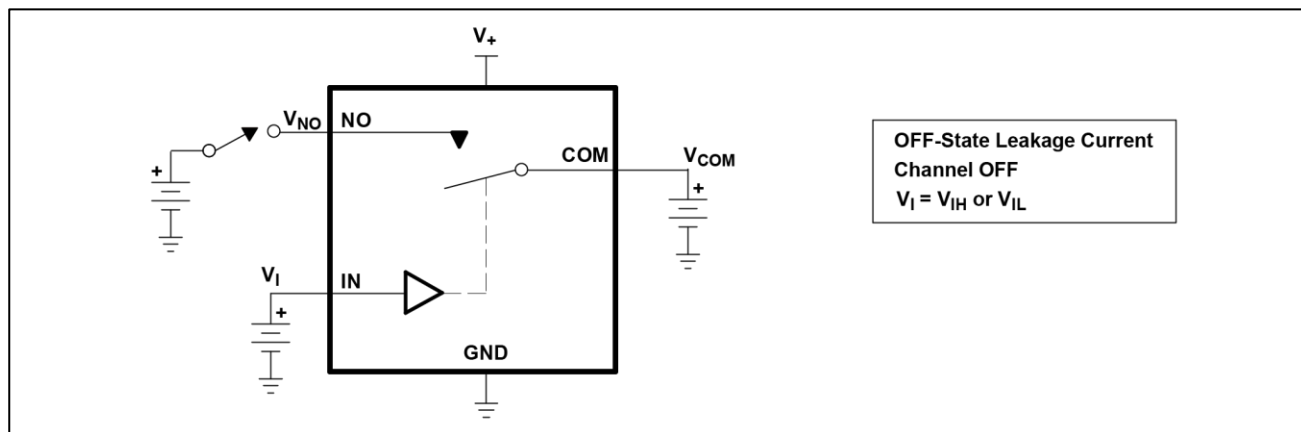 V+
VNO NO
+
COM VCOM
+
VI IN
+
GND
OFF-State Leakage Current
Channel OFF
VI = VIH or VIL